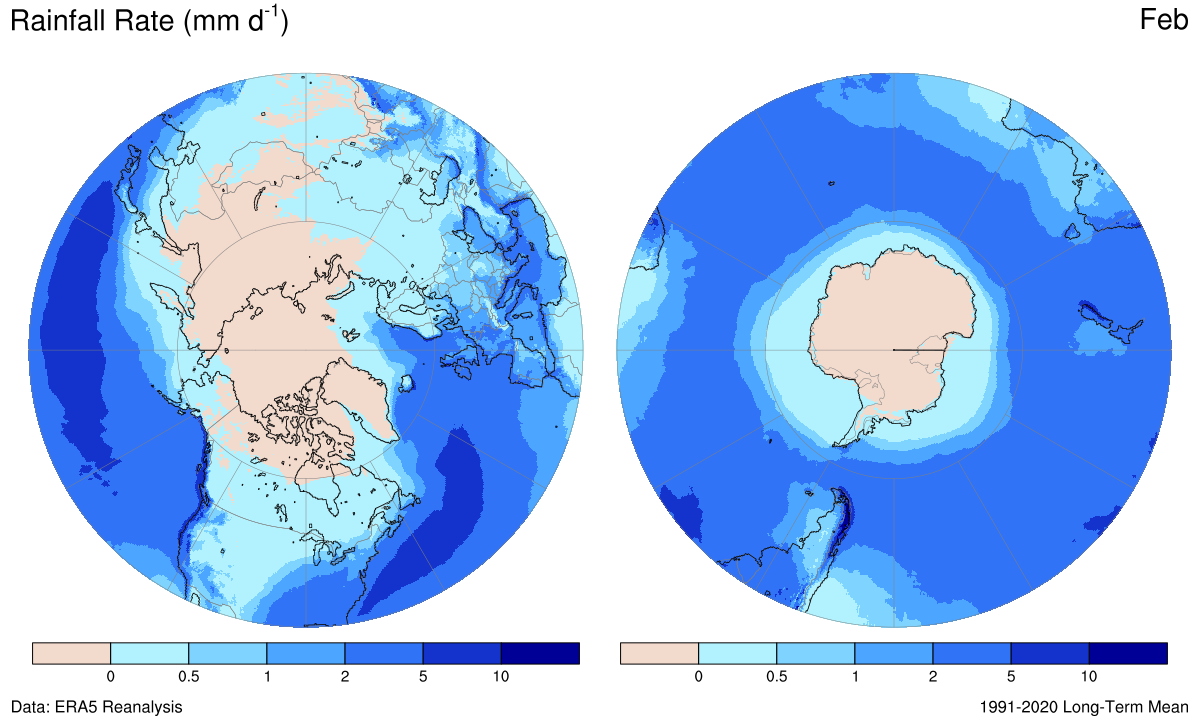 Rainfall Rate (mm d-1)
Feb
0 0.5 1 2 5 10
0 0.5 1 2 5 10
Data: ERA5 Reanalysis
1991-2020 Long-Term Mean